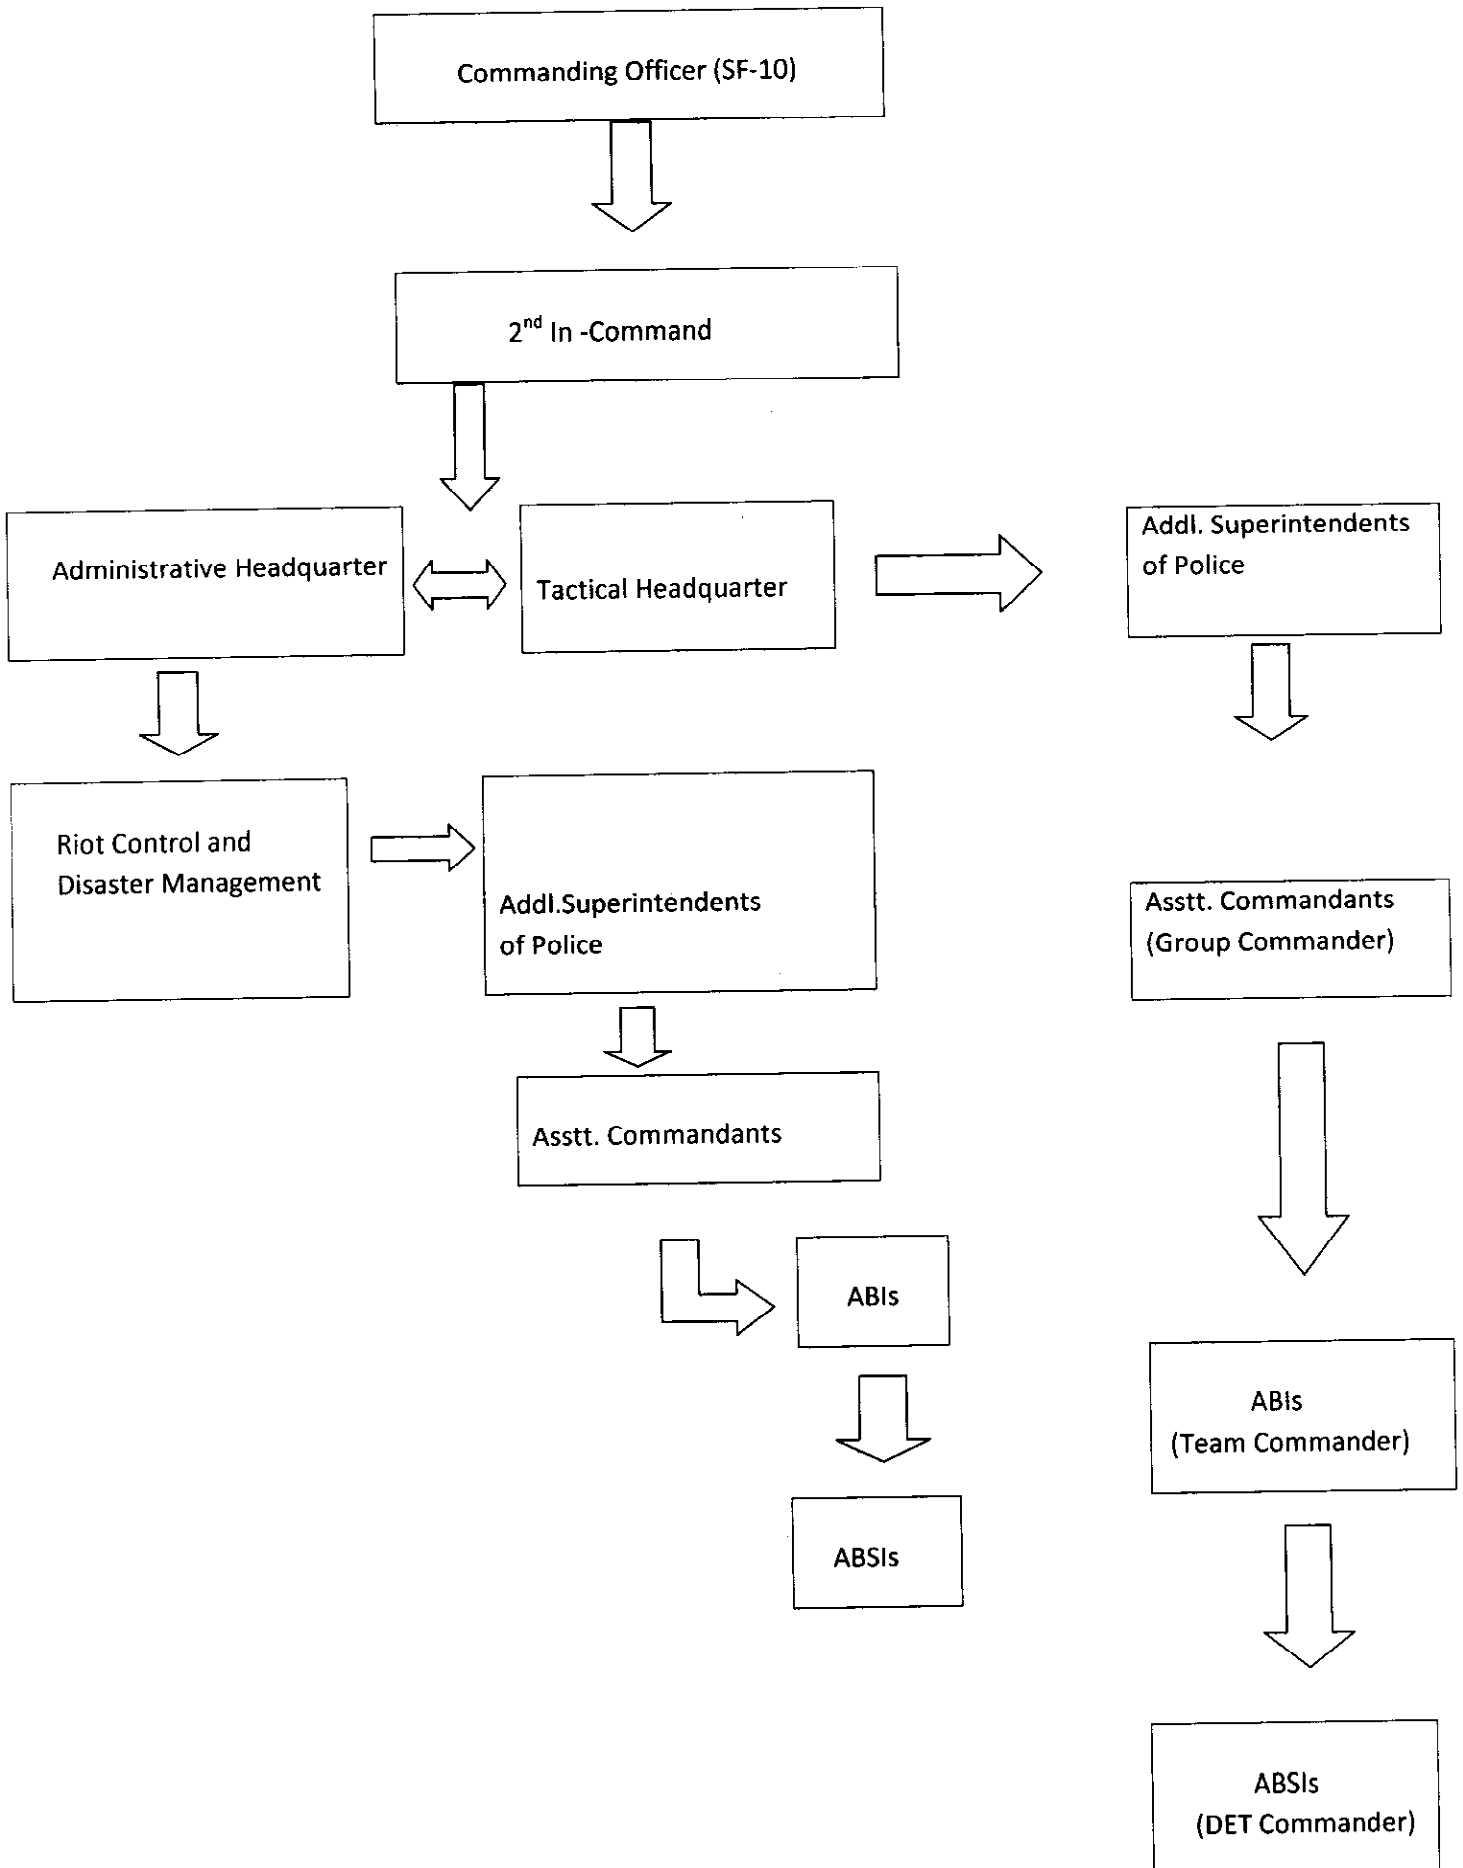 Commanding Officer (SF-10)
2nd In -Command
Administrative Headquarter
Tactical Headquarter
Addl. Superintendents
of Police
Riot Control and
Disaster Management
Addl.Superintendents
of Police
Asstt. Commandants
(Group Commander)
Asstt. Commandants
ABIs
ABIs
(Team Commander)
ABSIs
ABSIs
(DET Commander)